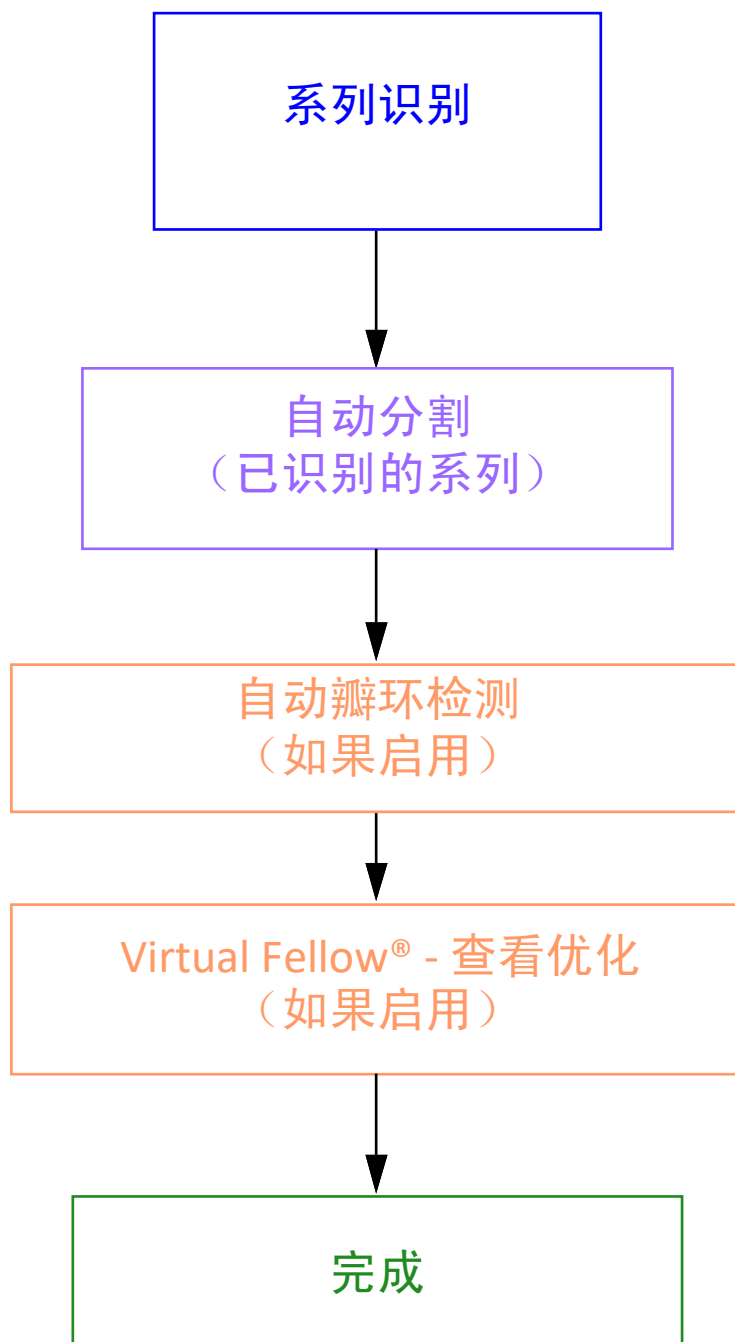 系列识别
自动分割
（已识别的系列）
自动瓣环检测
（如果启用）
Virtual Fellow® - 查看优化
（如果启用）
完成